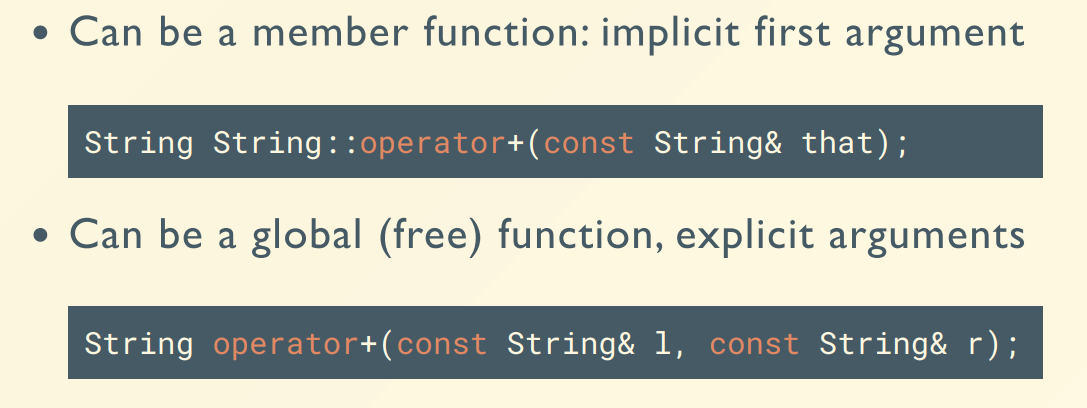 • Can be a member function: implicit first argument
String String::operator+(const String& that);
• Can be a global (free) function, explicit arguments
String operator+(const String& l, const String& r);